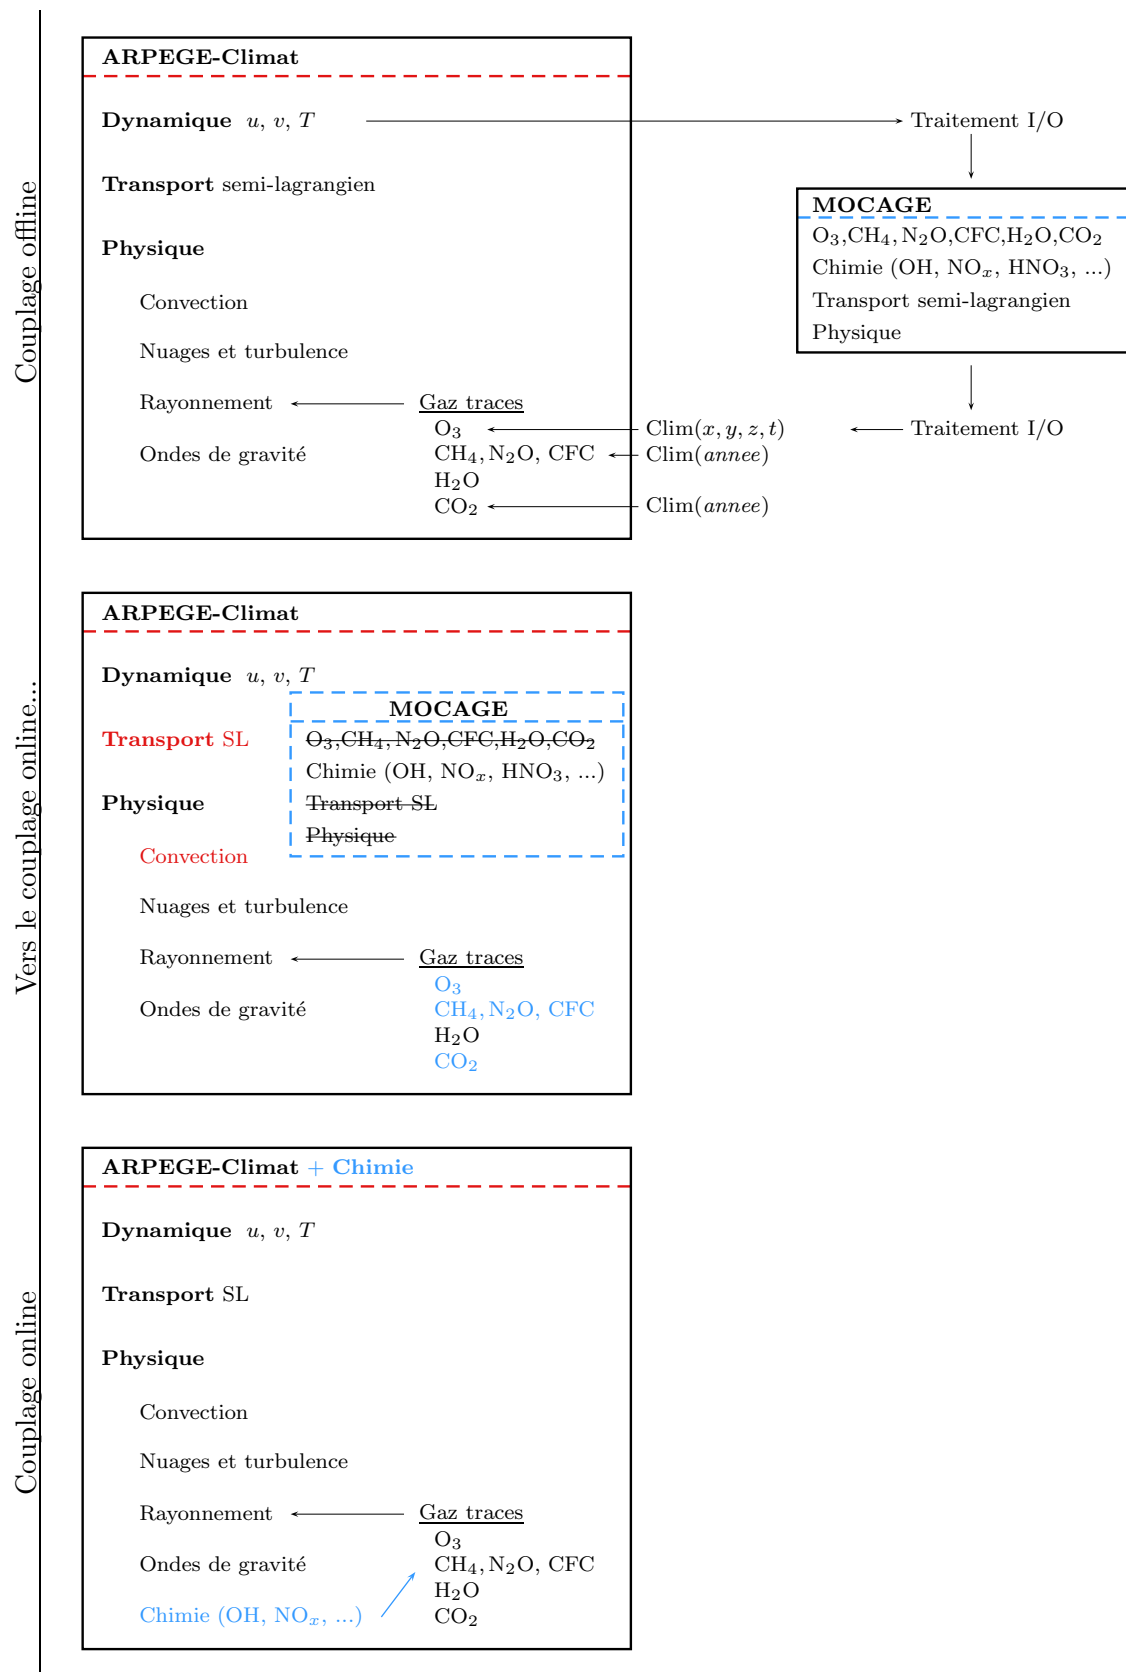 Couplage offline
ARPEGE-Climat
Dynamique u, v, T
Traitement I/O
Transport semi-lagrangien
MOCAGE
O₃,CH₄,N₂O,CFC,H₂O,CO₂
Chimie (OH, NOₓ, HNO₃, ...)
Transport semi-lagrangien
Physique
Physique
Convection
Nuages et turbulence
Rayonnement
Gaz traces
O₃
Clim(x, y, z, t)
Traitement I/O
Ondes de gravité
CH₄,N₂O, CFC
Clim(annee)
H₂O
CO₂
Clim(annee)
Vers le couplage online...
ARPEGE-Climat
Dynamique u, v, T
MOCAGE
O₃,CH₄,N₂O,CFC,H₂O,CO₂
Chimie (OH, NOₓ, HNO₃, ...)
Transport SL
Physique
Transport SL
Physique
Convection
Nuages et turbulence
Rayonnement
Gaz traces
O₃
Ondes de gravité
CH₄,N₂O, CFC
H₂O
CO₂
Couplage online
ARPEGE-Climat + Chimie
Dynamique u, v, T
Transport SL
Physique
Convection
Nuages et turbulence
Rayonnement
Gaz traces
O₃
Ondes de gravité
CH₄,N₂O, CFC
H₂O
Chimie (OH, NOₓ, ...)
CO₂